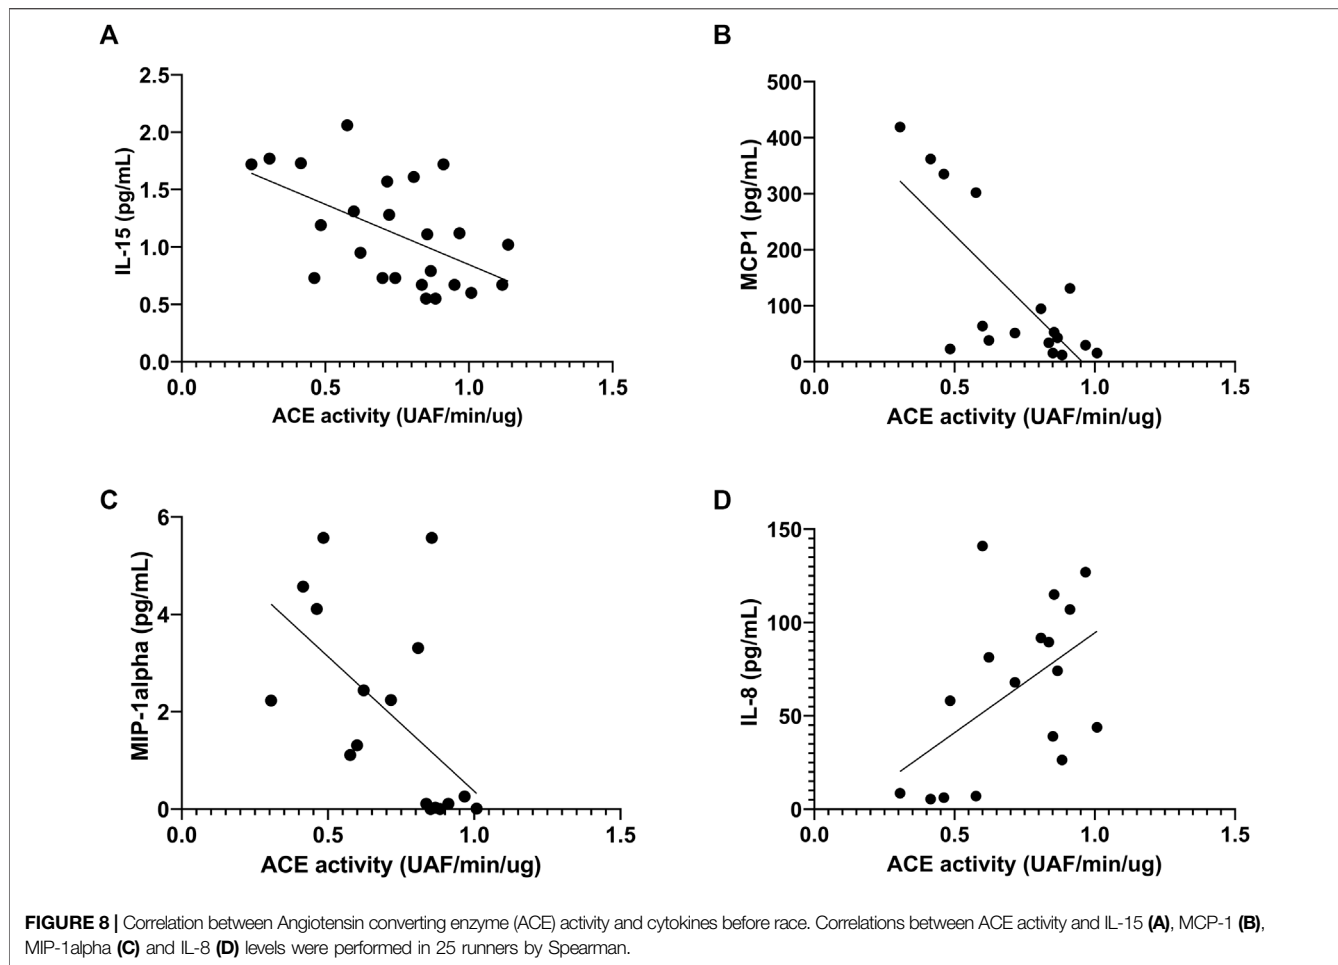 A
2.5
2.0
1.5
1.0
0.5
0.0
IL-15 (pg/mL)
0.0 0.5 1.0 1.5
ACE activity (UAF/min/ug)
B
500
400
300
200
100
0
MCP1 (pg/mL)
0.0 0.5 1.0 1.5
ACE activity (UAF/min/ug)
C
6
4
2
0
MIP-1alpha (pg/mL)
0.0 0.5 1.0 1.5
ACE activity (UAF/min/ug)
D
150
100
50
0
IL-8 (pg/mL)
0.0 0.5 1.0 1.5
ACE activity (UAF/min/ug)
FIGURE 8 | Correlation between Angiotensin converting enzyme (ACE) activity and cytokines before race. Correlations between ACE activity and IL-15 (A), MCP-1 (B),
MIP-1alpha (C) and IL-8 (D) levels were performed in 25 runners by Spearman.